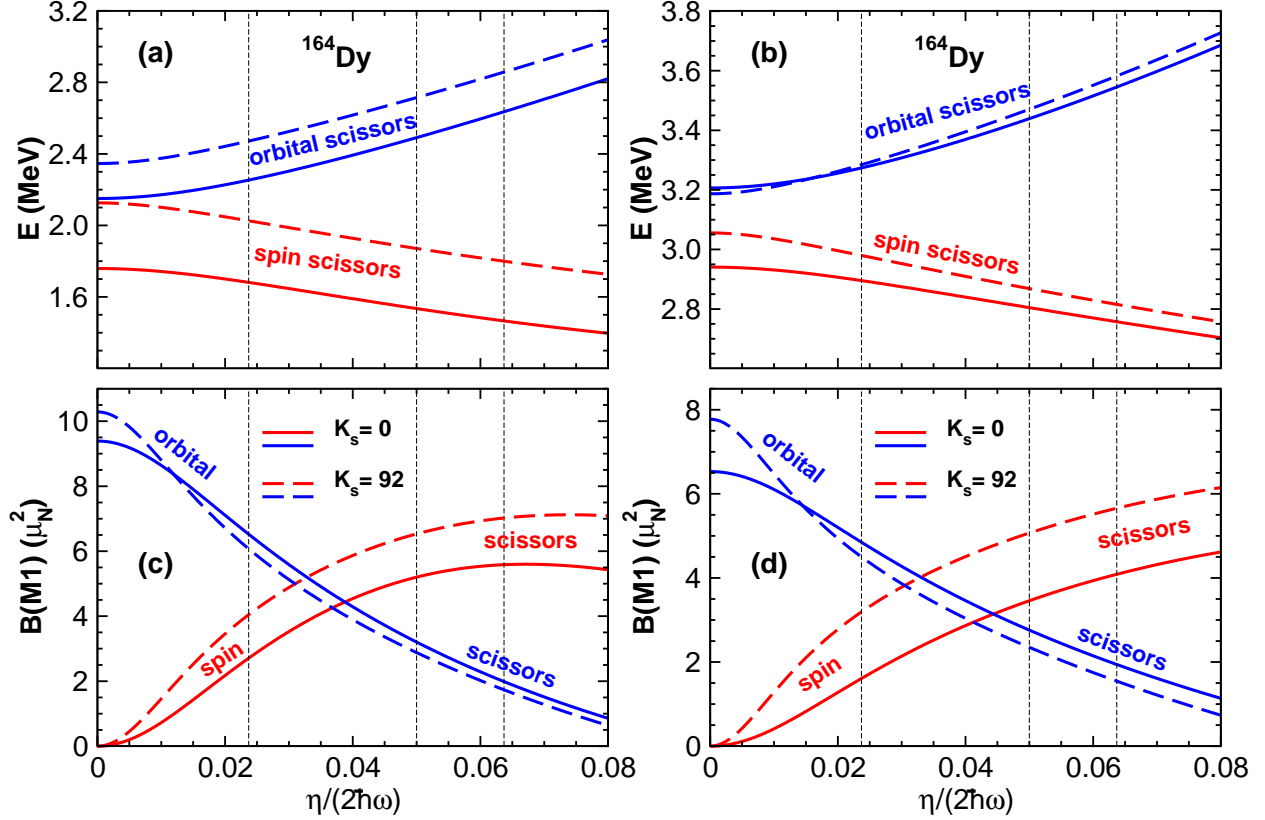 3.2
2.8
2.4
2.0
1.6
E (MeV)
(a)
¹⁶⁴Dy
orbital scissors
spin scissors
3.8
3.6
3.4
3.2
3.0
2.8
E (MeV)
(b)
¹⁶⁴Dy
orbital scissors
spin scissors
10
8
6
4
2
0
B(M1) (μ²_N)
(c)
orbital
K_s= 0
K_s= 92
scissors
spin
scissors
0
0.02
0.04
0.06
0.08
η/(2ħω)
8
6
4
2
0
B(M1) (μ²_N)
(d)
orbital
K_s= 0
K_s= 92
scissors
spin
scissors
0
0.02
0.04
0.06
0.08
η/(2ħω)